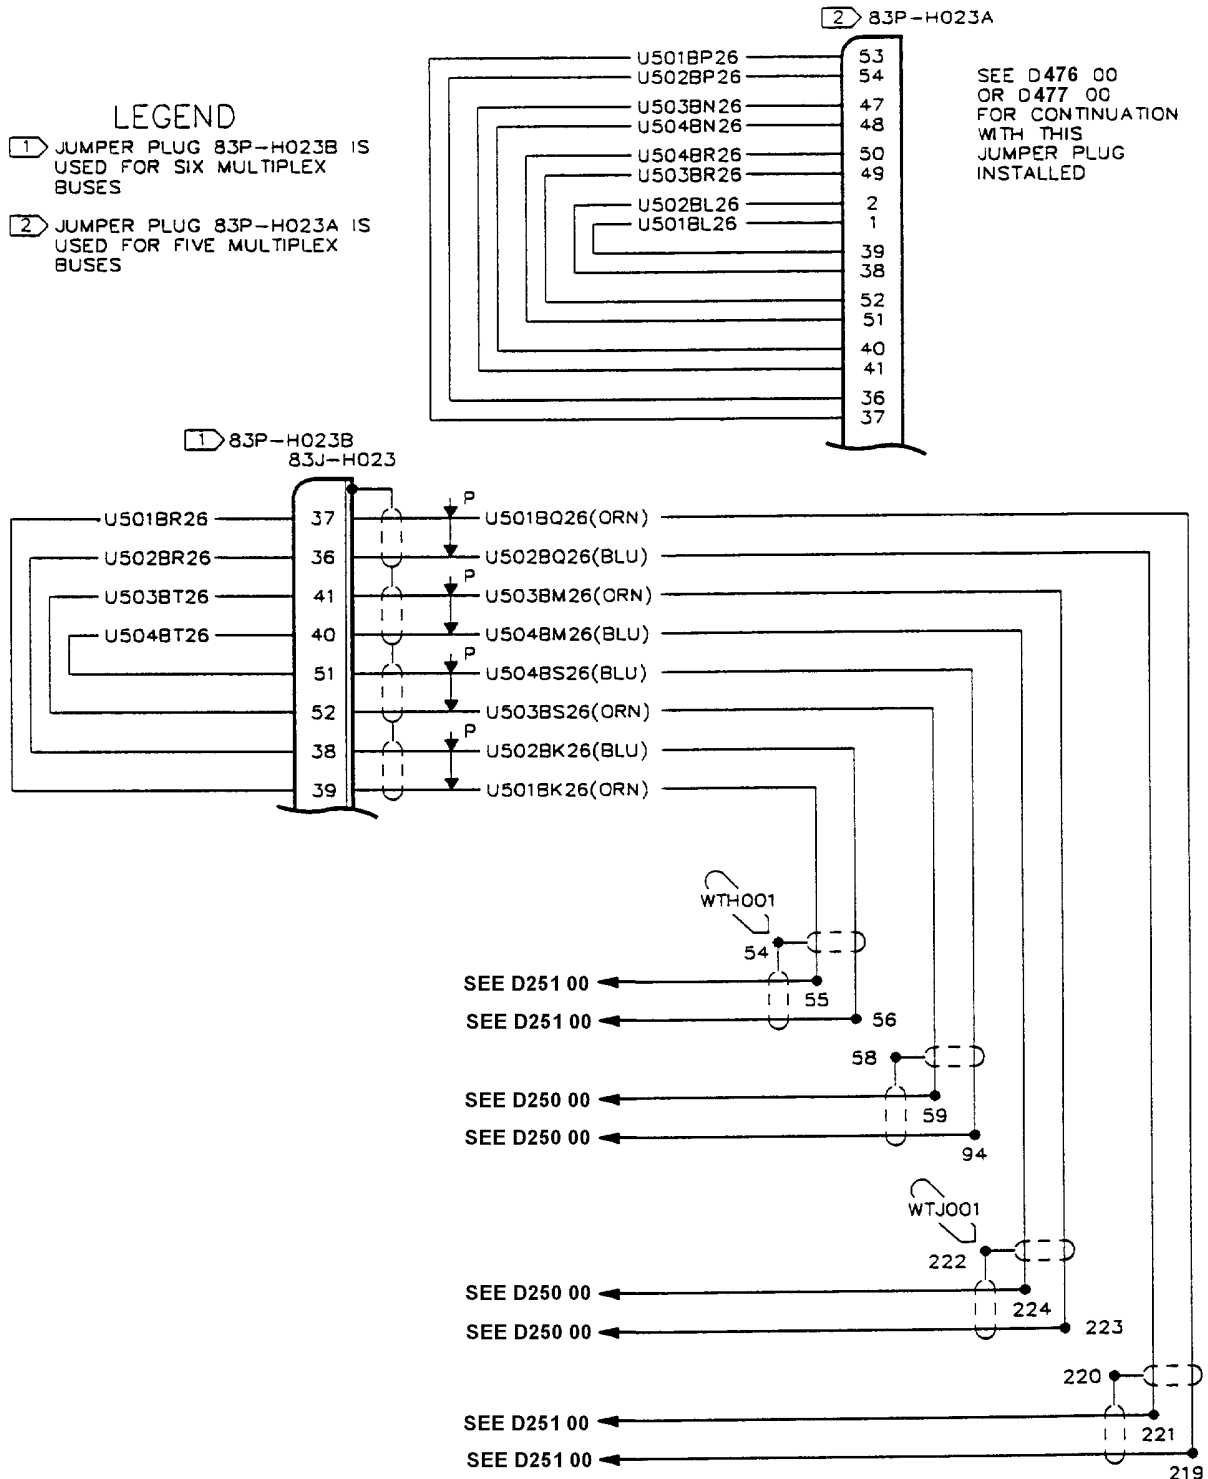 2 83P-H023A
U501BP26 53
U502BP26 54
U503BN26 47
U504BN26 48
U504BR26 50
U503BR26 49
U502BL26 2
U501BL26 1
39
38
52
51
40
41
36
37
SEE D476 00
OR D477 00
FOR CONTINUATION
WITH THIS
JUMPER PLUG
INSTALLED
LEGEND
1 JUMPER PLUG 83P-H023B IS
USED FOR SIX MULTIPLEX
BUSES
2 JUMPER PLUG 83P-H023A IS
USED FOR FIVE MULTIPLEX
BUSES
1 83P-H023B
83J-H023
P
U501BR26 37 U501BQ26(ORN)
U502BR26 36 U502BQ26(BLU)
P
U503BT26 41 U503BM26(ORN)
U504BT26 40 U504BM26(BLU)
P
51 U504BS26(BLU)
52 U503BS26(ORN)
P
38 U502BK26(BLU)
39 U501BK26(ORN)
WTH001
54
SEE D251 00 55
SEE D251 00 56
58
SEE D250 00 59
SEE D250 00 94
WTJ001
222
SEE D250 00 224
SEE D250 00 223
220
SEE D251 00 221
SEE D251 00 219